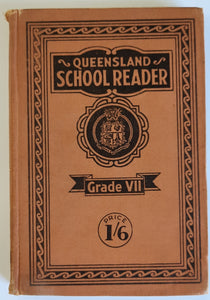 QUEENSLAND
SCHOOL READER
Grade VII
PRICE
1/6